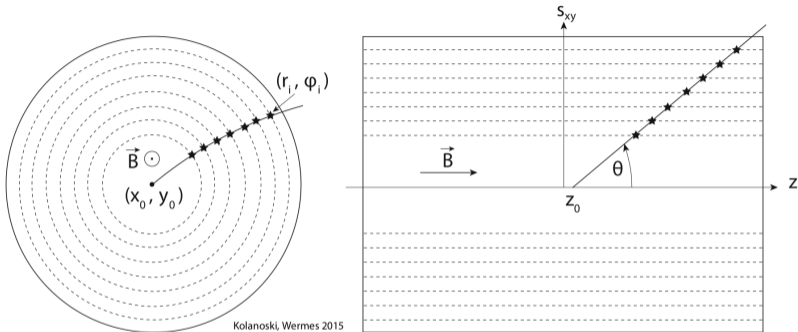 (r_i , φ_i)
B⃗
(x_0 , y_0)
Kolanoski, Wermes 2015
s_xy
B⃗
θ
z_0
z